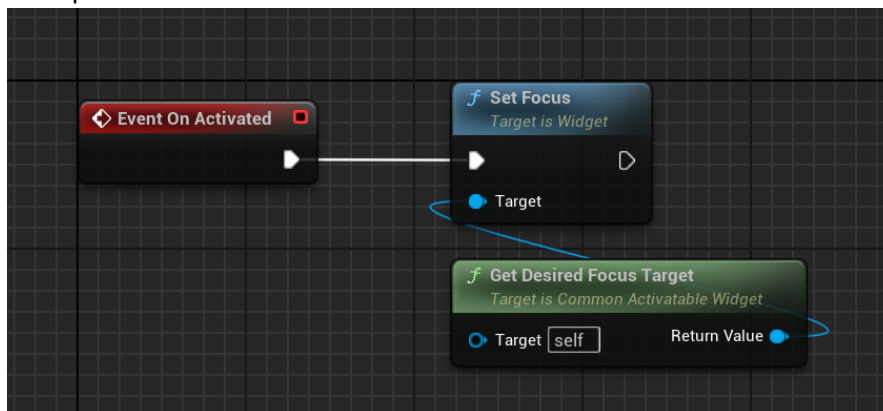 Event On Activated
f Set Focus
Target is Widget
Target
f Get Desired Focus Target
Target is Common Activatable Widget
Target self Return Value